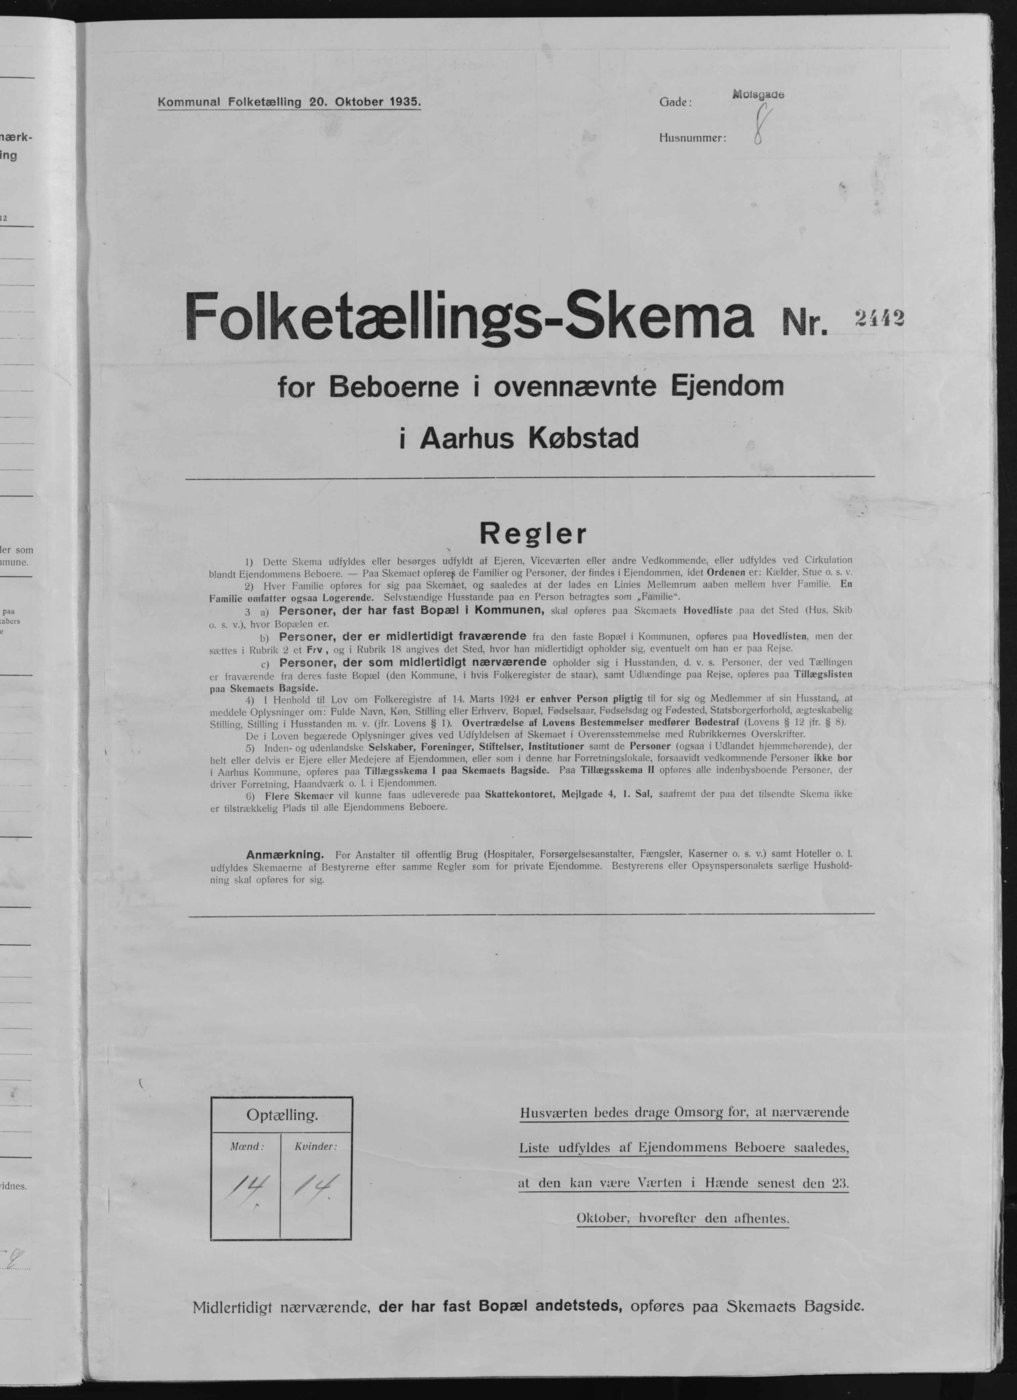 Kommunal Folketælling 20. Oktober 1935.
Gade: Molsgade
Husnummer: 8
Folketællings-Skema Nr. 2442
for Beboerne i ovennævnte Ejendom
i Aarhus Købstad
Regler
1) Dette Skema udfyldes eller besørges udfyldt af Ejeren, Viceværten eller andre Vedkommende, eller udfyldes ved Cirkulation
blandt Ejendommens Beboere. — Paa Skemaet opføres de Familier og Personer, der findes i Ejendommen, idet Ordenen er: Kælder, Stue o. s. v.
2) Hver Familie opføres for sig paa Skemaet, og saaledes at der lades en Linies Mellemrum aaben mellem hver Familie. En
Familie omfatter ogsaa Logerende. Selvstændige Husstande paa en Person betragtes som „Familie".
3 a) Personer, der har fast Bopæl i Kommunen, skal opføres paa Skemaets Hovedliste paa det Sted (Hus, Skib
o. s. v.), hvor Bopælen er.
b) Personer, der er midlertidigt fraværende fra den faste Bopæl i Kommunen, opføres paa Hovedlisten, men der
sættes i Rubrik 2 et Frv, og i Rubrik 18 angives det Sted, hvor han midlertidigt opholder sig, eventuelt om han er paa Rejse.
c) Personer, der som midlertidigt nærværende opholder sig i Husstanden, d. v. s. Personer, der ved Tællingen
er fraværende fra deres faste Bopæl (den Kommune, i hvis Folkeregister de staar), samt Udlændinge paa Rejse, opføres paa Tillægslisten
paa Skemaets Bagside.
4) I Henhold til Lov om Folkeregistre af 14. Marts 1924 er enhver Person pligtig til for sig og Medlemmer af sin Husstand, at
meddele Oplysninger om: Fulde Navn, Køn, Stilling eller Erhverv, Bopæl, Fødselsaar, Fødselsdag og Fødested, Statsborgerforhold, ægteskabelig
Stilling, Stilling i Husstanden m. v. (jfr. Lovens § 1). Overtrædelse af Lovens Bestemmelser medfører Bødestraf (Lovens § 12 jfr. § 8).
De i Loven begærede Oplysninger gives ved Udfyldelsen af Skemaet i Overensstemmelse med Rubrikkernes Overskrifter.
5) Inden- og udenlandske Selskaber, Foreninger, Stiftelser, Institutioner samt de Personer (ogsaa i Udlandet hjemmehørende), der
helt eller delvis er Ejere eller Medejere af Ejendommen, eller som i denne har Forretningslokale, forsaavidt vedkommende Personer ikke bor
i Aarhus Kommune, opføres paa Tillægsskema I paa Skemaets Bagside. Paa Tillægsskema II opføres alle indenbysboende Personer, der
driver Forretning, Haandværk o. l. i Ejendommen.
6) Flere Skemaer vil kunne faas udleverede paa Skattekontoret, Mejlgade 4, 1. Sal, saafremt der paa det tilsendte Skema ikke
er tilstrækkelig Plads til alle Ejendommens Beboere.
Anmærkning. For Anstalter til offentlig Brug (Hospitaler, Forsørgelsesanstalter, Fængsler, Kaserner o. s. v.) samt Hoteller o. l.
udfyldes Skemaerne af Bestyrerne efter samme Regler som for private Ejendomme. Bestyrerens eller Opsynspersonalets særlige Hushold-
ning skal opføres for sig.
Optælling.
Mænd: Kvinder:
14 14
Husværten bedes drage Omsorg for, at nærværende
Liste udfyldes af Ejendommens Beboere saaledes,
at den kan være Værten i Hænde senest den 23.
Oktober, hvorefter den afhentes.
Midlertidigt nærværende, der har fast Bopæl andetsteds, opføres paa Skemaets Bagside.